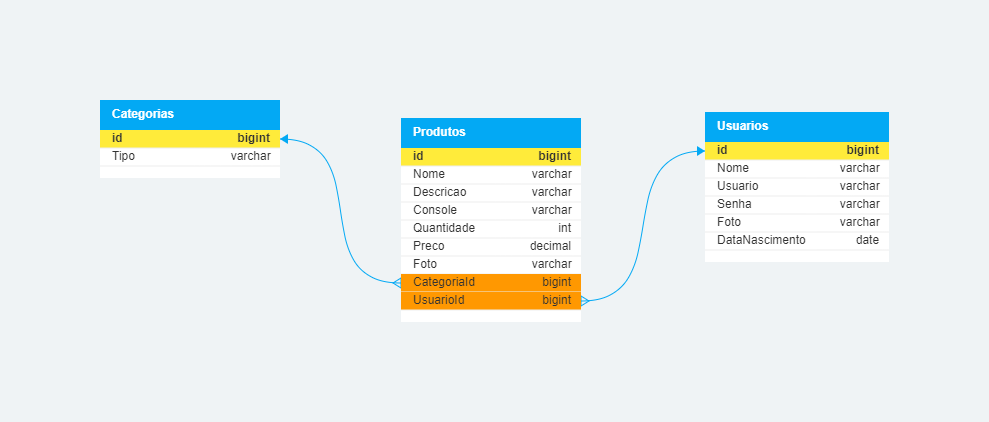 Categorias
id bigint
Tipo varchar
Produtos
id bigint
Nome varchar
Descricao varchar
Console varchar
Quantidade int
Preco decimal
Foto varchar
CategoriaId bigint
UsuarioId bigint
Usuarios
id bigint
Nome varchar
Usuario varchar
Senha varchar
Foto varchar
DataNascimento date